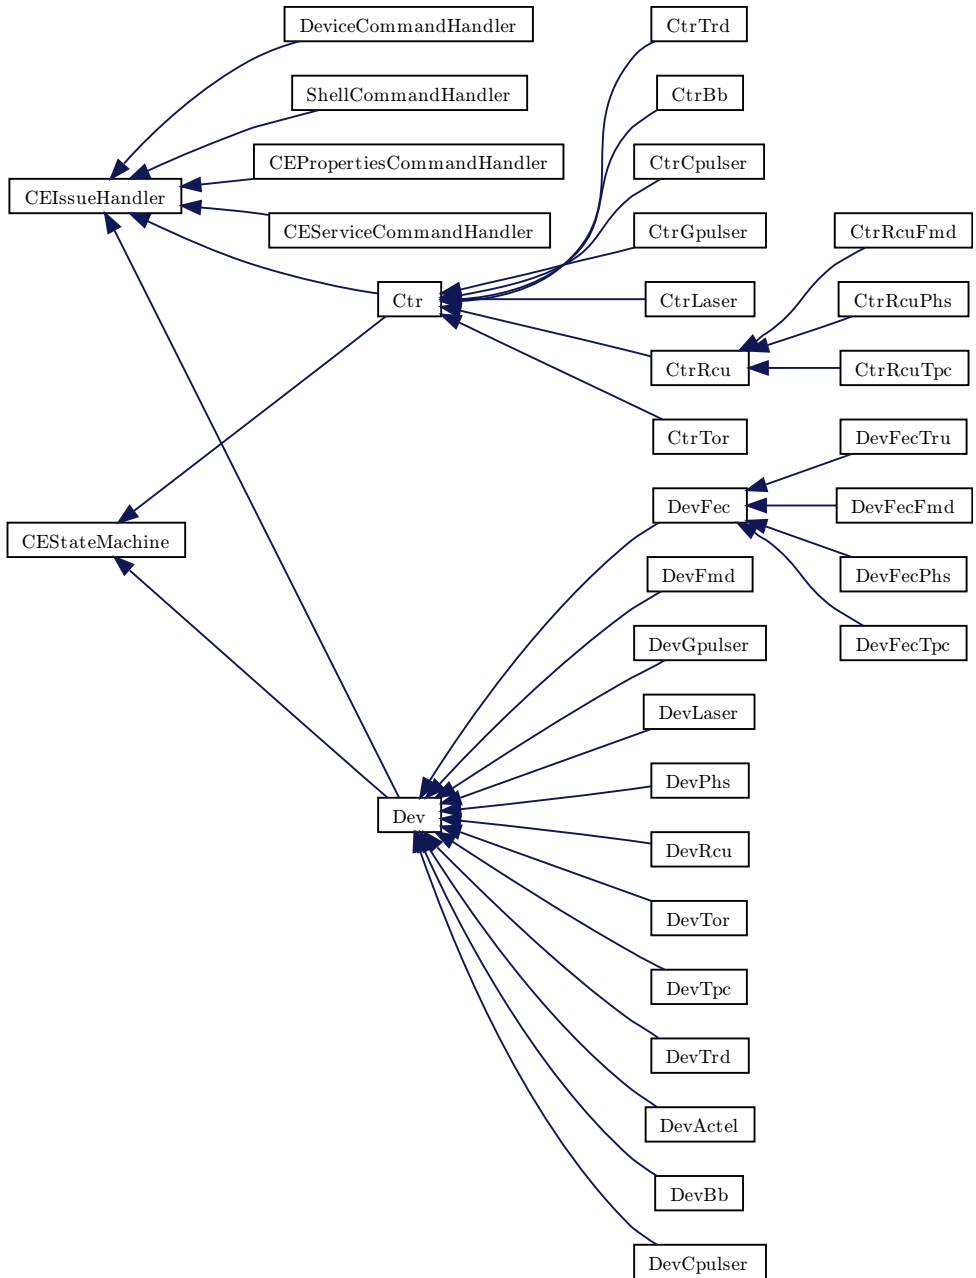 DeviceCommandHandler
CtrTrd
ShellCommandHandler
CtrBb
CEPropertiesCommandHandler
CtrCpulser
CEIssueHandler
CEServiceCommandHandler
CtrGpulser
CtrRcuFmd
Ctr
CtrLaser
CtrRcuPhs
CtrRcu
CtrRcuTpc
CtrTor
DevFecTru
DevFec
DevFecFmd
CEStateMachine
DevFmd
DevFecPhs
DevGpulser
DevFecTpc
DevLaser
DevPhs
Dev
DevRcu
DevTor
DevTpc
DevTrd
DevActel
DevBb
DevCpulser